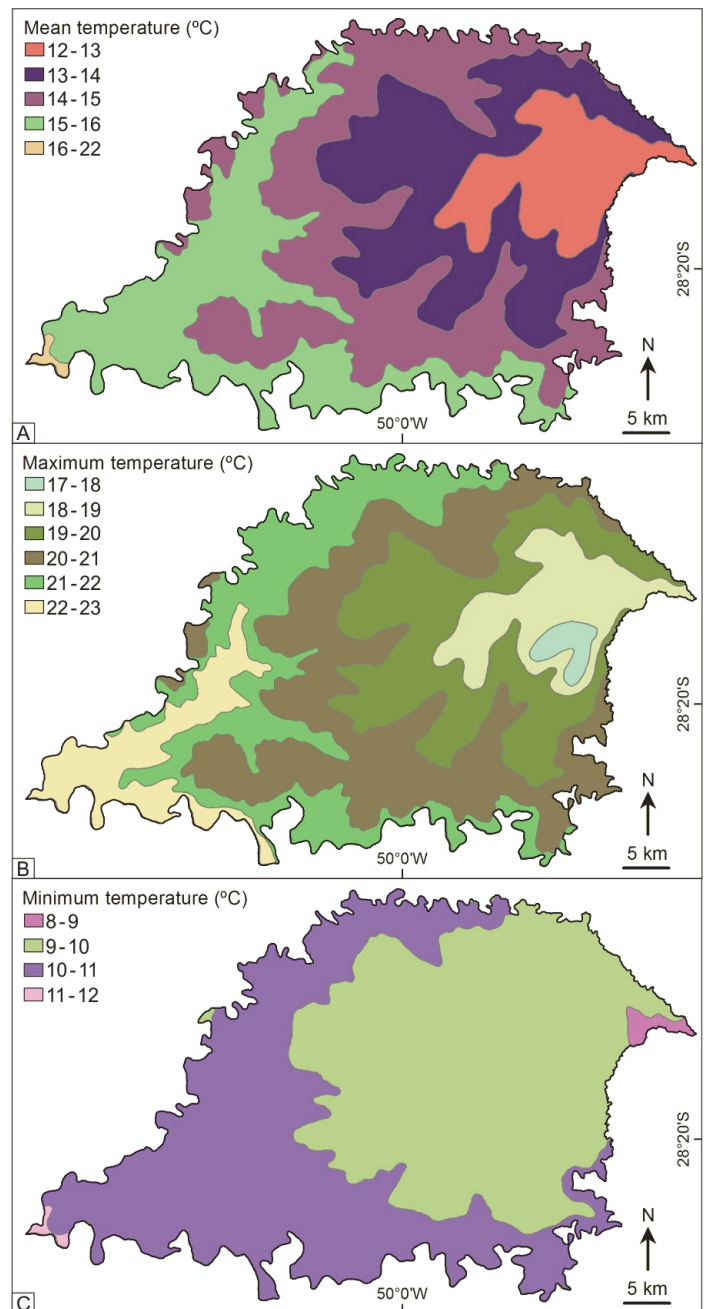 Mean temperature (ºC)
12-13
13-14
14-15
15-16
16-22
28°20'S
N
50°0'W
5 km
A
Maximum temperature (ºC)
17-18
18-19
19-20
20-21
21-22
22-23
28°20'S
N
50°0'W
5 km
B
Minimum temperature (ºC)
8-9
9-10
10-11
11-12
28°20'S
N
50°0'W
5 km
C